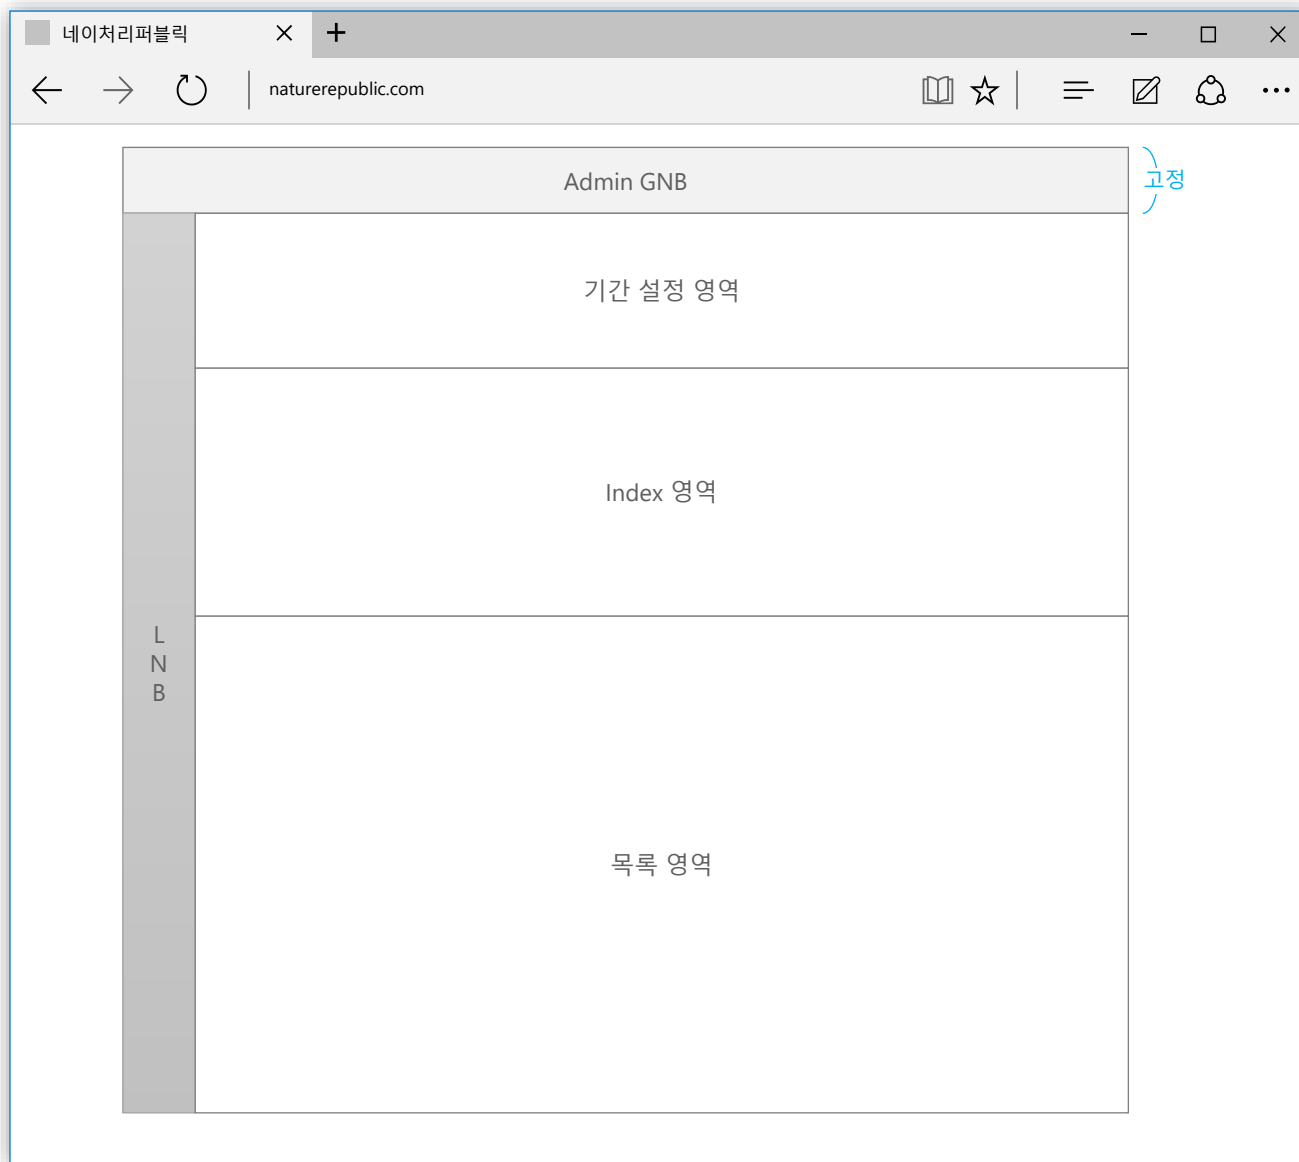 네이처리퍼블릭
naturerepublic.com
Admin GNB
고정
기간 설정 영역
Index 영역
L
N
B
목록 영역